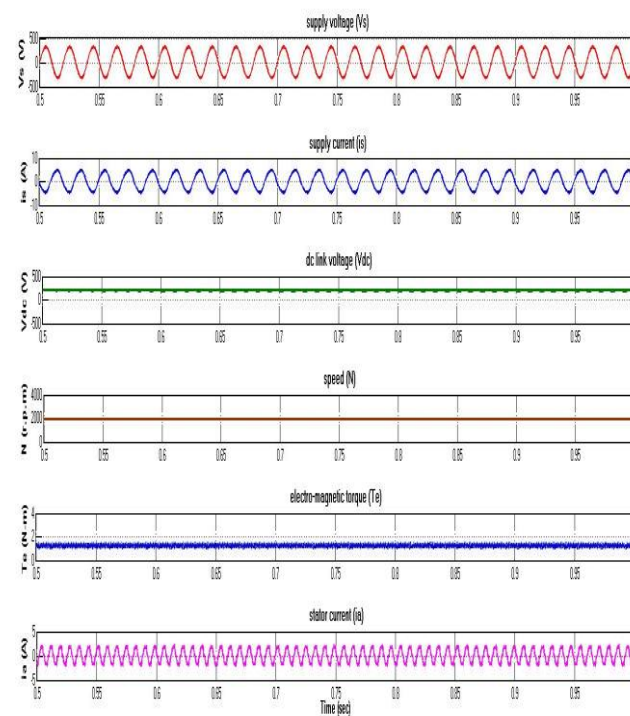 supply voltage (Vs)
Vs (V)
500
0
-500
0.5 0.55 0.6 0.65 0.7 0.75 0.8 0.85 0.9 0.95
supply current (is)
is (A)
10
0
-10
0.5 0.55 0.6 0.65 0.7 0.75 0.8 0.85 0.9 0.95
dc link voltage (Vdc)
Vdc (V)
500
0
-500
0.5 0.55 0.6 0.65 0.7 0.75 0.8 0.85 0.9 0.95
speed (N)
N (r.p.m)
4000
2000
0
0.5 0.55 0.6 0.65 0.7 0.75 0.8 0.85 0.9 0.95
electro-magnetic torque (Te)
Te (N-m)
4
2
0
0.5 0.55 0.6 0.65 0.7 0.75 0.8 0.85 0.9 0.95
stator current (ia)
ia (A)
5
0
-5
0.5 0.55 0.6 0.65 0.7 0.75 0.8 0.85 0.9 0.95
Time (sec)